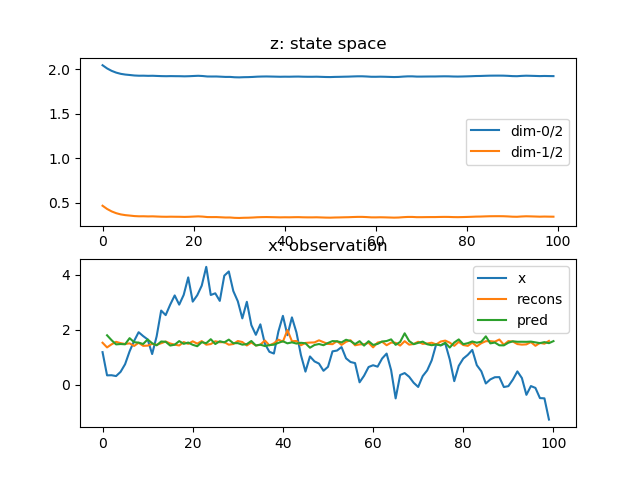 z: state space
2.0
1.5
1.0
0.5
dim-0/2
dim-1/2
0 20 40 60 80 100
x: observation
4
2
0
x
recons
pred
0 20 40 60 80 100